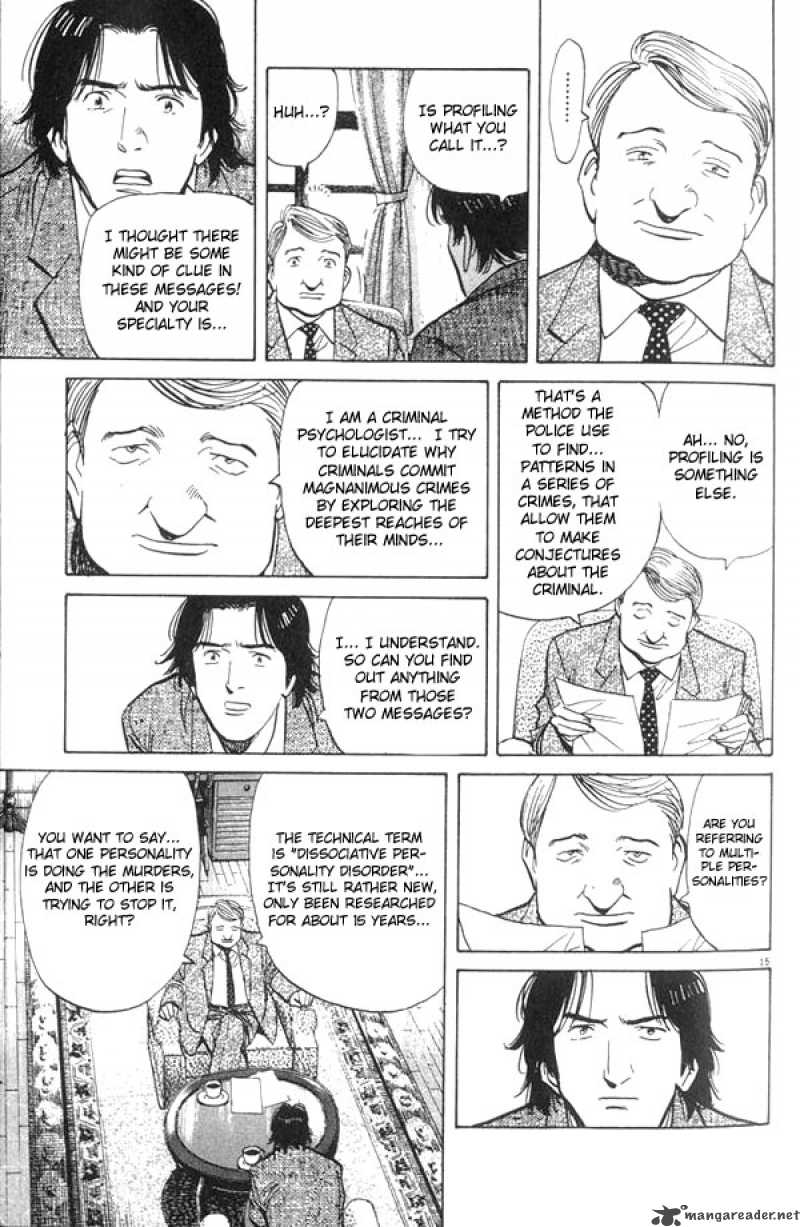 ........
IS PROFILING
WHAT YOU
CALL IT...?
HUH...?
I THOUGHT THERE
MIGHT BE SOME
KIND OF CLUE IN
THESE MESSAGES!
AND YOUR
SPECIALTY IS...
AH... NO,
PROFILING IS
SOMETHING
ELSE.
THAT'S A
METHOD THE
POLICE USE
TO FIND...
PATTERNS IN
A SERIES OF
CRIMES, THAT
ALLOW THEM
TO MAKE
CONJECTURES
ABOUT THE
CRIMINAL.
I AM A CRIMINAL
PSYCHOLOGIST... I TRY
TO ELUCIDATE WHY
CRIMINALS COMMIT
MAGNANIMOUS CRIMES
BY EXPLORING THE
DEEPEST REACHES OF
THEIR MINDS...
I... I UNDERSTAND.
SO CAN YOU FIND
OUT ANYTHING
FROM THOSE
TWO MESSAGES?
ARE YOU
REFERRING
TO MULTI-
PLE PER-
SONALITIES?
15
THE TECHNICAL TERM
IS "DISSOCIATIVE PER-
SONALITY DISORDER"...
IT'S STILL RATHER NEW,
ONLY BEEN RESEARCHED
FOR ABOUT 15 YEARS...
YOU WANT TO SAY...
THAT ONE PERSONALITY
IS DOING THE MURDERS,
AND THE OTHER IS
TRYING TO STOP IT,
RIGHT?
mangareader.net